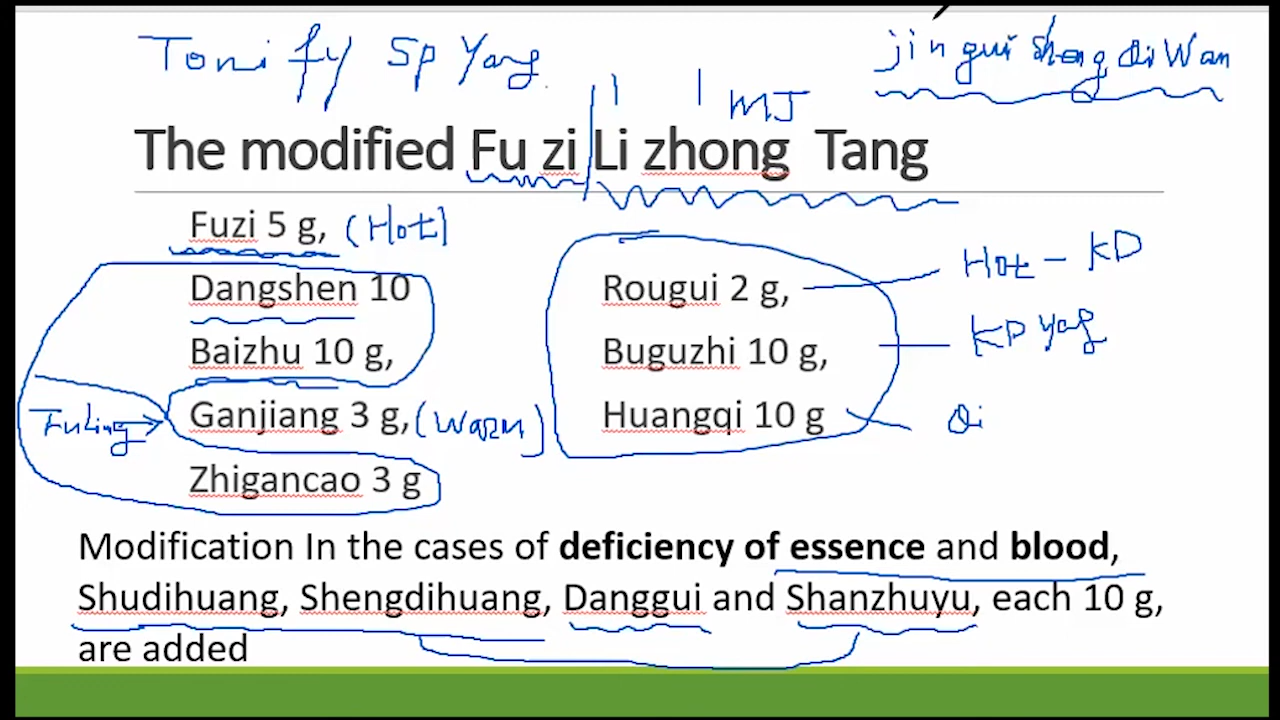 Tonify Sp Yang
jin gui sheng Qi Wan
MJ
The modified Fu zi Li zhong Tang
Fuzi 5 g, (Hot)
Dangshen 10
Baizhu 10 g,
Fuling → Ganjiang 3 g, (Warm)
Zhigancao 3 g
Rougui 2 g, Hot - KD
Buguzhi 10 g, KD Yag
Huangqi 10 g Qi
Modification In the cases of deficiency of essence and blood,
Shudihuang, Shengdihuang, Danggui and Shanzhuyu, each 10 g,
are added